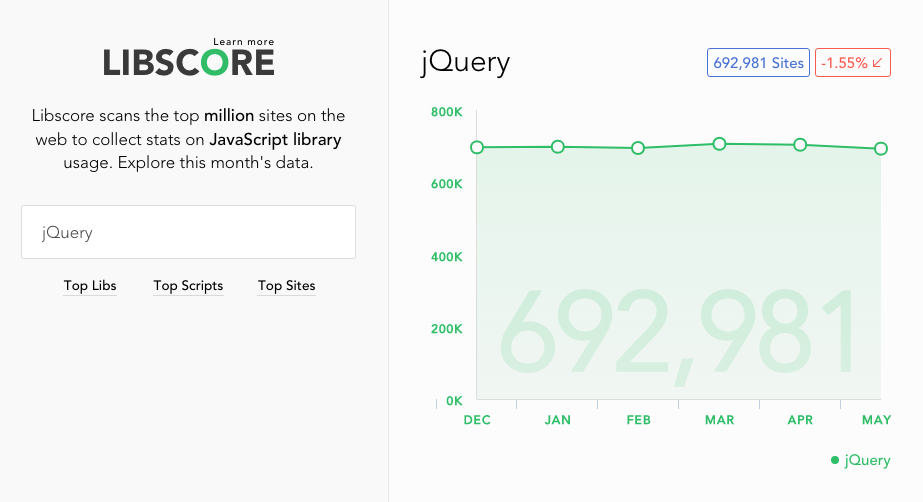 Learn more
LIBSCORE
Libscore scans the top million sites on the
web to collect stats on JavaScript library
usage. Explore this month's data.
jQuery
Top Libs Top Scripts Top Sites
jQuery
692,981 Sites -1.55% ↙
800K
600K
400K
200K
0K
692,981
DEC JAN FEB MAR APR MAY
jQuery